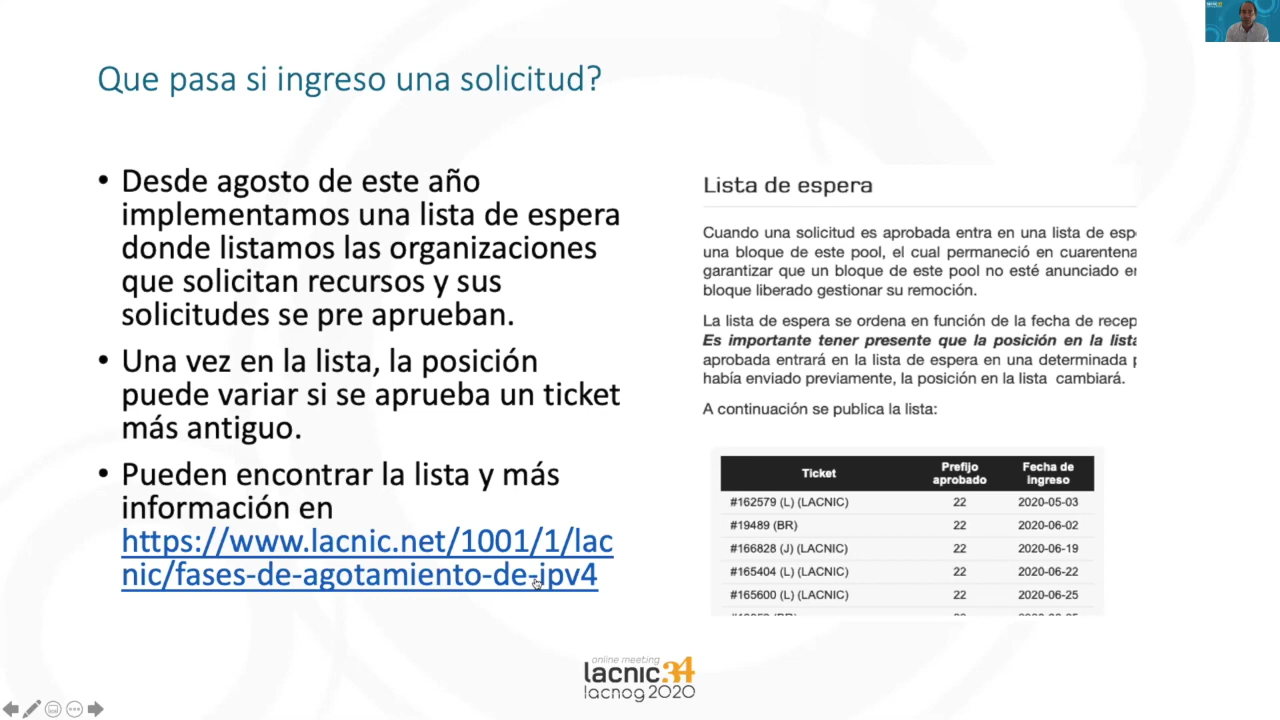 Que pasa si ingreso una solicitud?
• Desde agosto de este año
implementamos una lista de espera
donde listamos las organizaciones
que solicitan recursos y sus
solicitudes se pre aprueban.
• Una vez en la lista, la posición
puede variar si se aprueba un ticket
más antiguo.
• Pueden encontrar la lista y más
información en
https://www.lacnic.net/1001/1/lac
nic/fases-de-agotamiento-de-ipv4
Lista de espera
Cuando una solicitud es aprobada entra en una lista de
una bloque de este pool, el cual permaneció en cuarentena
garantizar que un bloque de este pool no esté anunciado
bloque liberado gestionar su remoción.
La lista de espera se ordena en función de la fecha de
Es importante tener presente que la posición en la lista
aprobada entrará en la lista de espera en una determinada
había enviado previamente, la posición en la lista cambiará.
A continuación se publica la lista:
Ticket Prefijo aprobado Fecha de ingreso
#162579 (L) (LACNIC) 22 2020-05-03
#19489 (BR) 22 2020-06-02
#166828 (J) (LACNIC) 22 2020-06-19
#165404 (L) (LACNIC) 22 2020-06-22
#165600 (L) (LACNIC) 22 2020-06-25
online meeting
lacnic 34
lacnog 2020